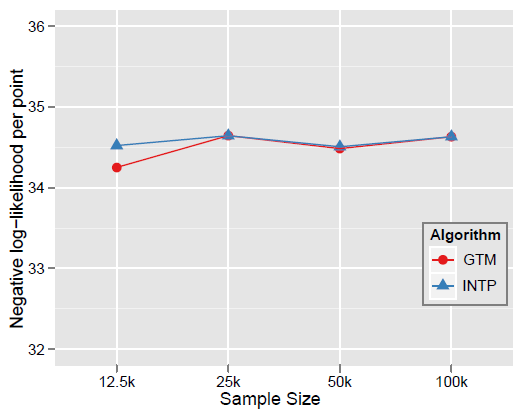 Negative log-likelihood per point
36
35
34
33
32
Algorithm
GTM
INTP
12.5k 25k 50k 100k
Sample Size